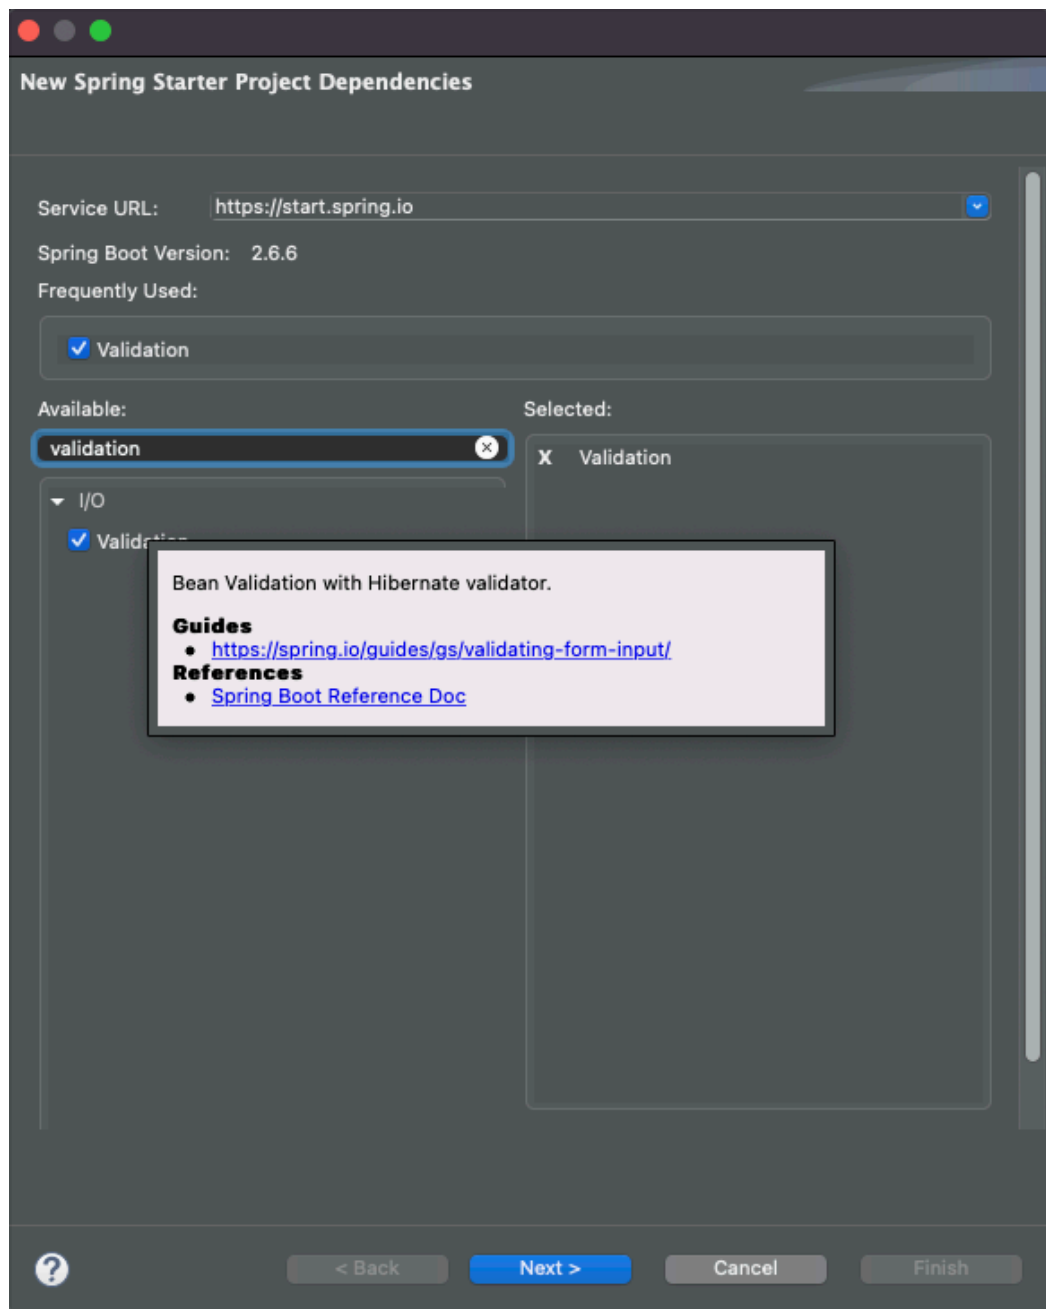 New Spring Starter Project Dependencies
Service URL: https://start.spring.io
Spring Boot Version: 2.6.6
Frequently Used:
Validation
Available:
Selected:
validation
X Validation
I/O
Bean Validation with Hibernate validator.
Guides
https://spring.io/guides/gs/validating-form-input/
References
Spring Boot Reference Doc
< Back
Next >
Cancel
Finish